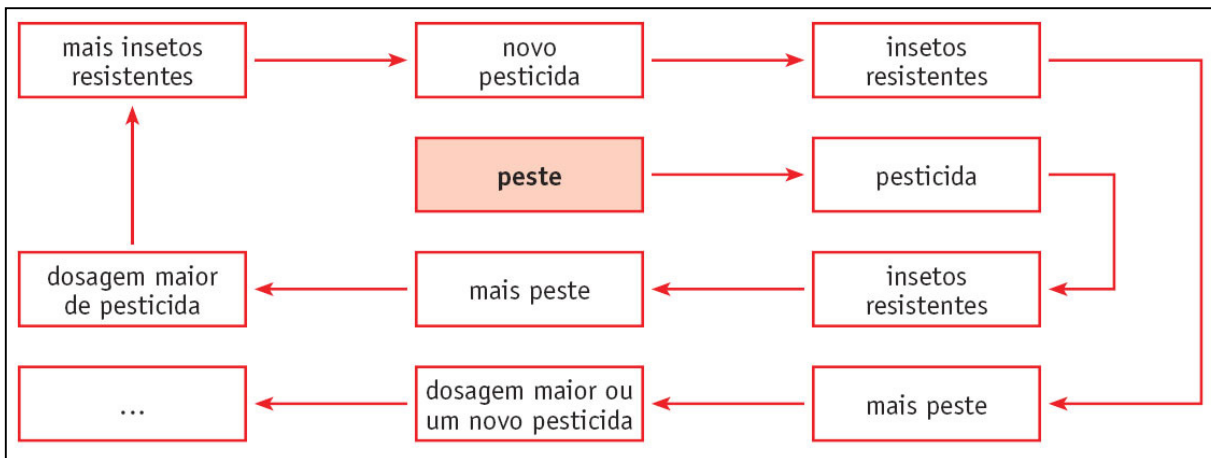 mais insetos
resistentes
novo
pesticida
insetos
resistentes
peste
pesticida
dosagem maior
de pesticida
mais peste
insetos
resistentes
...
dosagem maior ou
um novo pesticida
mais peste